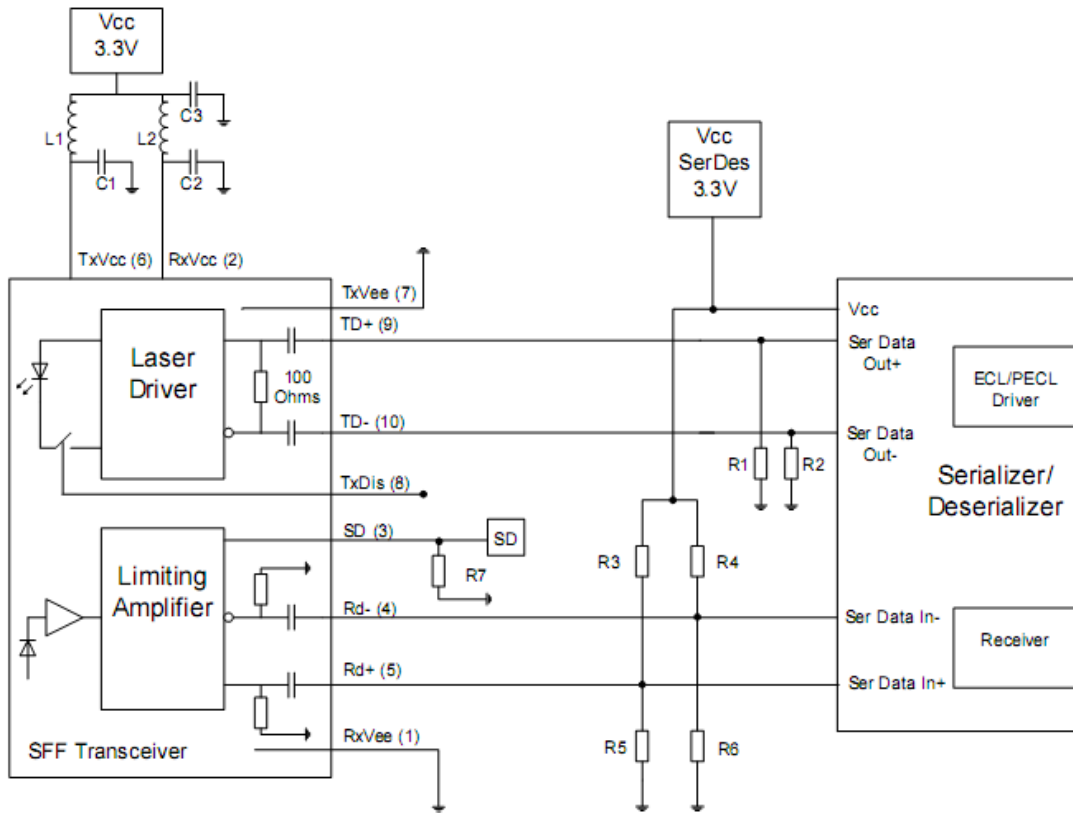 Vcc
3.3V
C3
L1
L2
C1
C2
Vcc
SerDes
3.3V
TxVcc (6)
RxVcc (2)
TxVee (7)
TD+ (9)
Laser
Driver
100
Ohms
TD- (10)
TxDis (8)
SD (3)
SD
R7
Limiting
Amplifier
Rd- (4)
Rd+ (5)
RxVee (1)
SFF Transceiver
R1
R2
R3
R4
R5
R6
Vcc
Ser Data
Out+
ECL/PECL
Driver
Ser Data
Out-
Serializer/
Deserializer
Ser Data In-
Receiver
Ser Data In+